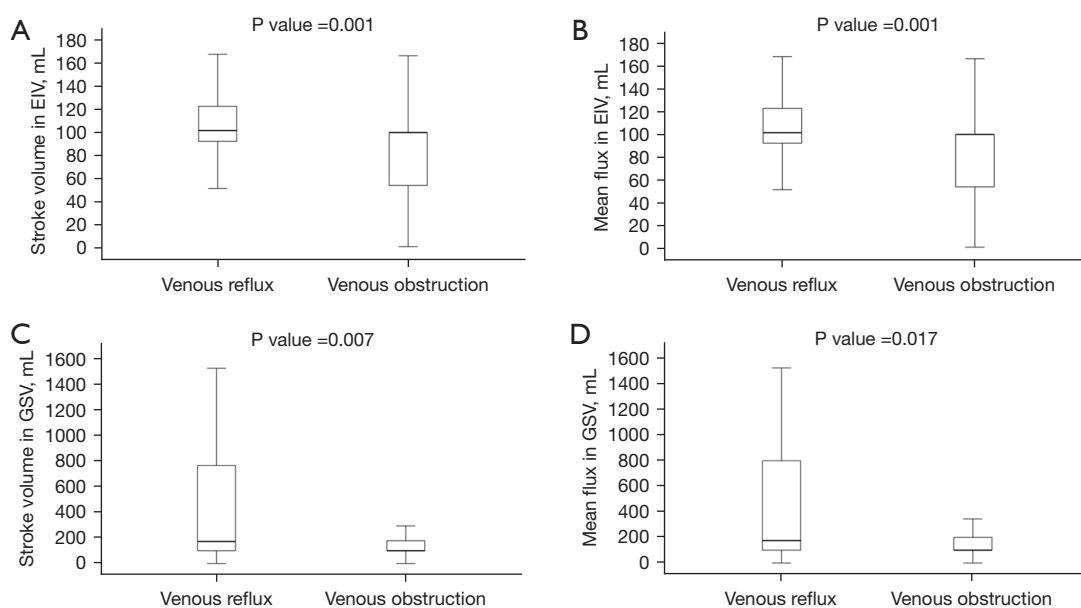 A
P value =0.001
Stroke volume in EIV, mL
180
160
140
120
100
80
60
40
20
0
Venous reflux
Venous obstruction
B
P value =0.001
Mean flux in EIV, mL
180
160
140
120
100
80
60
40
20
0
Venous reflux
Venous obstruction
C
P value =0.007
Stroke volume in GSV, mL
1600
1400
1200
1000
800
600
400
200
0
Venous reflux
Venous obstruction
D
P value =0.017
Mean flux in GSV, mL
1600
1400
1200
1000
800
600
400
200
0
Venous reflux
Venous obstruction